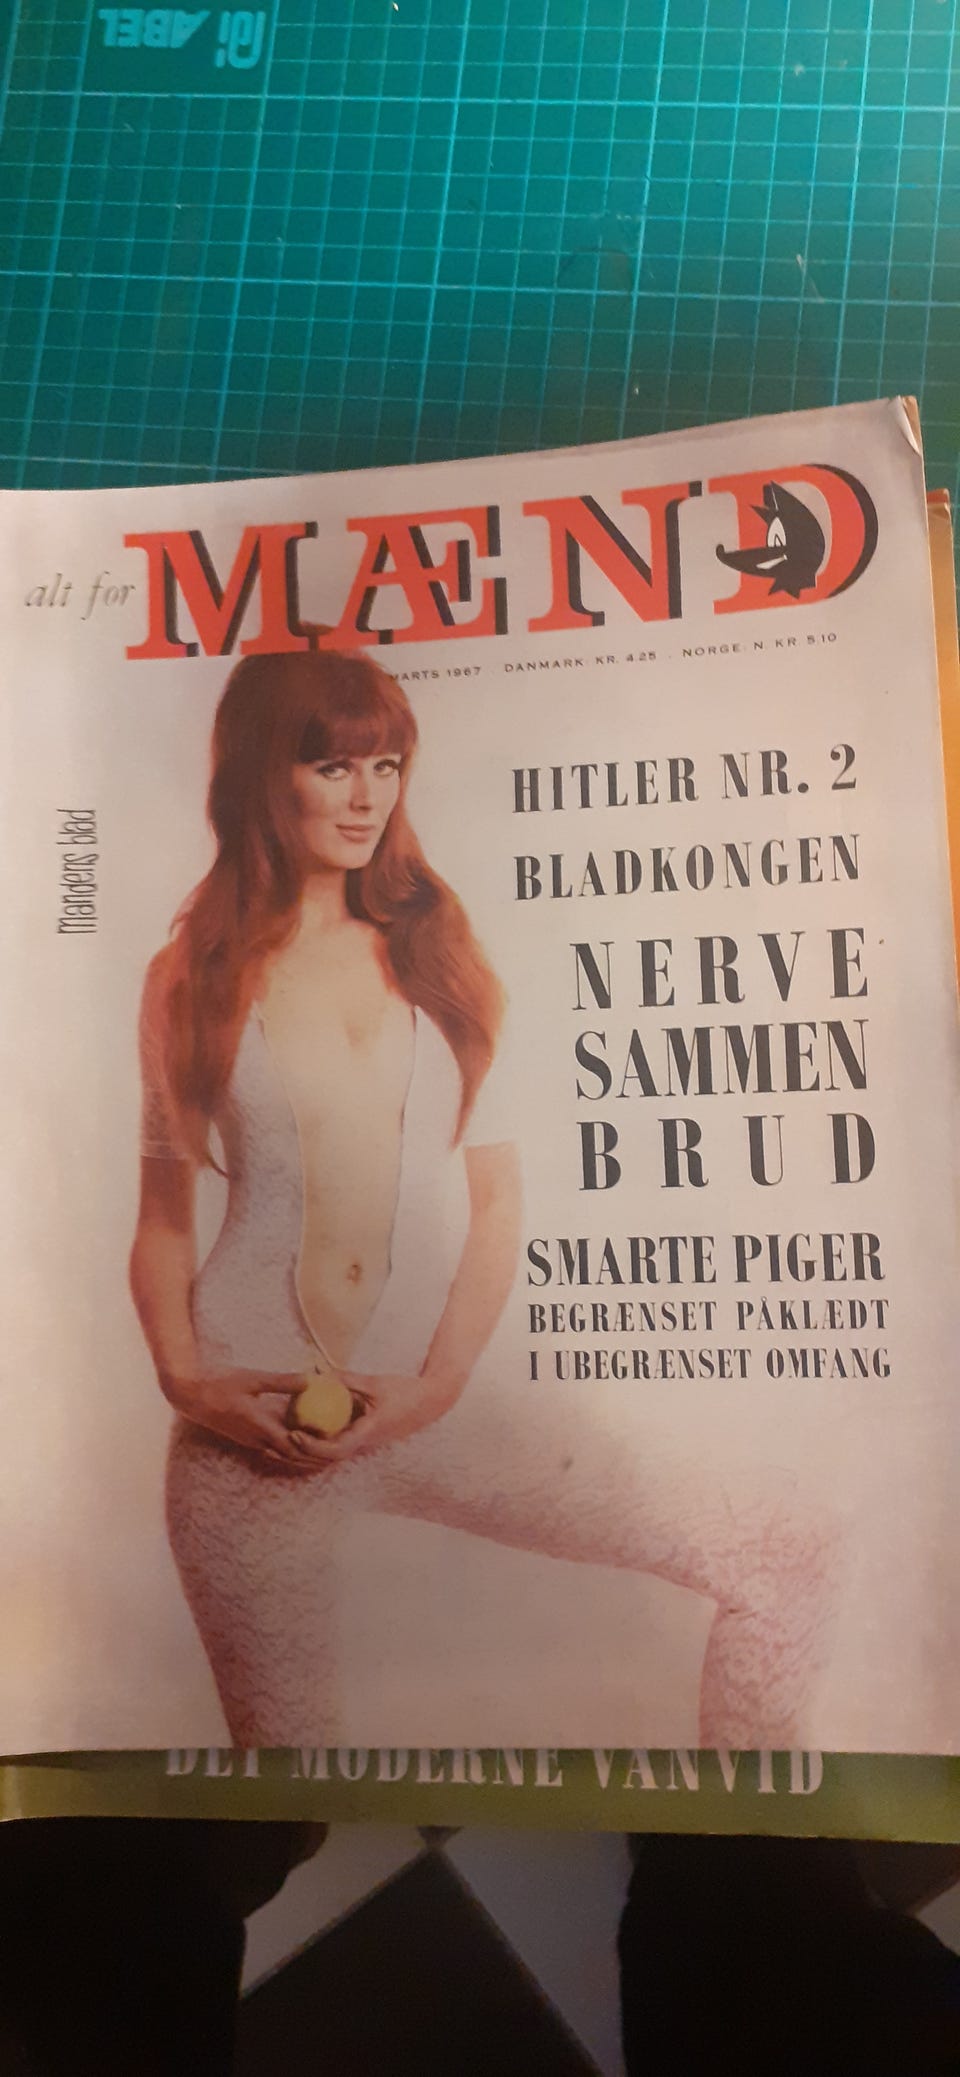 ABEL
alt for MÆND
MARTS 1967 . DANMARK: KR. 4.25 . NORGE: N. KR. 5.10
Mandens blad
HITLER NR. 2
BLADKONGEN
NERVE
SAMMEN
BRUD
SMARTE PIGER
BEGRÆNSET PÅKLÆDT
I UBEGRÆNSET OMFANG
DET MODERNE VANVID